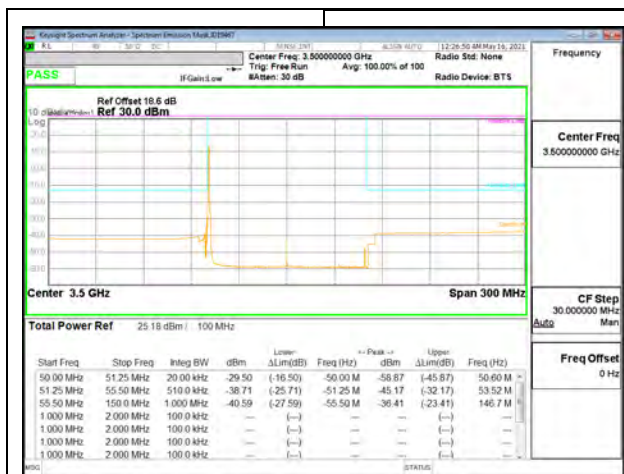 Keysight Spectrum Analyzer - Spectrum Emission Mask
RL RF 50 Ω DC SENSE:INT ALIGN AUTO 12:26:50 AM May 16, 2021
Center Freq: 3.500000000 GHz Radio Std: None
Trig: Free Run Avg: 100.00% of 100
PASS IFGain:Low #Atten: 30 dB Radio Device: BTS
Ref Offset 18.6 dB
Ref 30.0 dBm
Log
Center 3.5 GHz Span 300 MHz
Total Power Ref 25.18 dBm / 100 MHz
Lower <-- Peak --> Upper
Start Freq Stop Freq Integ BW dBm ΔLim(dB) Freq (Hz) dBm ΔLim(dB) Freq (Hz)
50.00 MHz 51.25 MHz 20.00 kHz -29.50 (-16.50) -50.00 M -58.87 (-45.87) 50.60 M
51.25 MHz 55.50 MHz 510.0 kHz -38.71 (-25.71) -51.25 M -45.17 (-32.17) 53.52 M
55.50 MHz 150.0 MHz 1.000 MHz -40.59 (-27.59) -55.50 M -36.41 (-23.41) 146.7 M
1.000 MHz 2.000 MHz 100.0 kHz --- (---) --- --- (---) ---
1.000 MHz 2.000 MHz 100.0 kHz --- (---) --- --- (---) ---
1.000 MHz 2.000 MHz 100.0 kHz --- (---) --- --- (---) ---
MSG STATUS
Frequency
Center Freq
3.500000000 GHz
CF Step
30.000000 MHz
Auto Man
Freq Offset
0 Hz